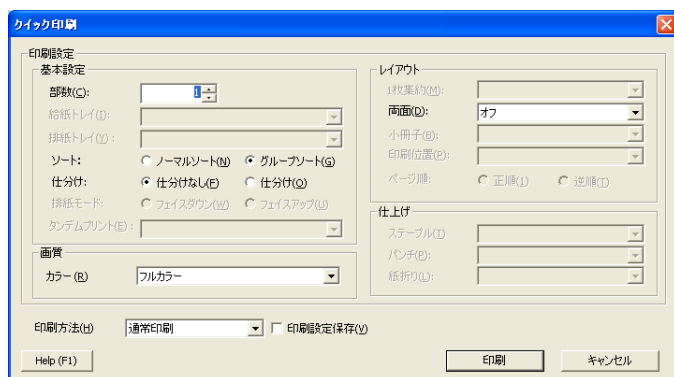 クイック印刷
印刷設定
基本設定
部数(C): 1
給紙トレイ(I):
排紙トレイ(Y):
ソート: ノーマルソート(N) グループソート(G)
仕分け: 仕分けなし(F) 仕分け(O)
排紙モード: フェイスダウン(W) フェイスアップ(U)
タンデムプリント(E):
画質
カラー(R) フルカラー
レイアウト
1枚集約(M):
両面(D): オフ
小冊子(B):
印刷位置(P):
ページ順: 正順(1) 逆順(T)
仕上げ
ステープル(T)
パンチ(P):
紙折り(L):
印刷方法(H) 通常印刷 印刷設定保存(V)
Help (F1) 印刷 キャンセル